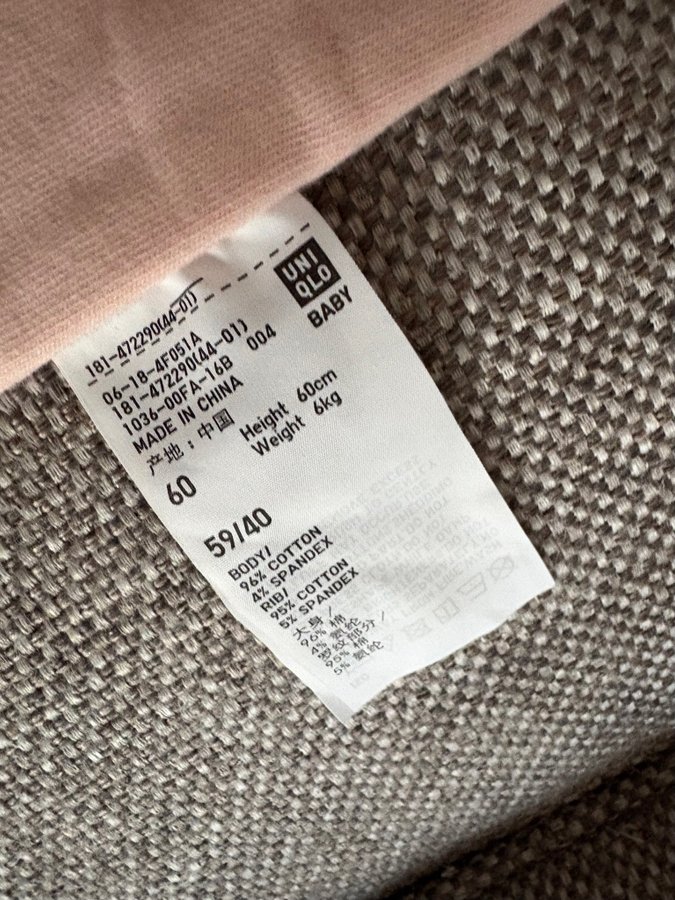 UNI
QLO
BABY
181-472290(44-01)
06-18-4F051A
181-472290(44-01)
1036-00FA-16B 004
MADE IN CHINA
产地：中国
Height 60cm
Weight 6kg
60
59/40
BODY/
96% COTTON
4% SPANDEX
RIB/
95% COTTON
5% SPANDEX
大身/
96% 棉
4% 氨纶
罗纹部分/
95% 棉
5% 氨纶